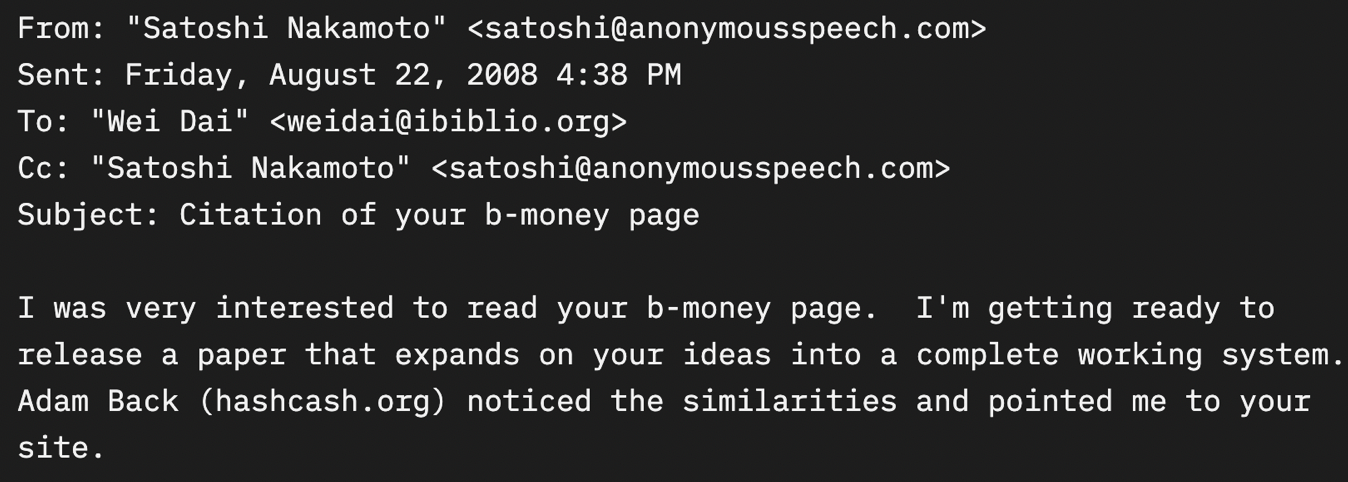 From: "Satoshi Nakamoto" <satoshi@anonymousspeech.com>
Sent: Friday, August 22, 2008 4:38 PM
To: "Wei Dai" <weidai@ibiblio.org>
Cc: "Satoshi Nakamoto" <satoshi@anonymousspeech.com>
Subject: Citation of your b-money page

I was very interested to read your b-money page.  I'm getting ready to
release a paper that expands on your ideas into a complete working system.
Adam Back (hashcash.org) noticed the similarities and pointed me to your
site.